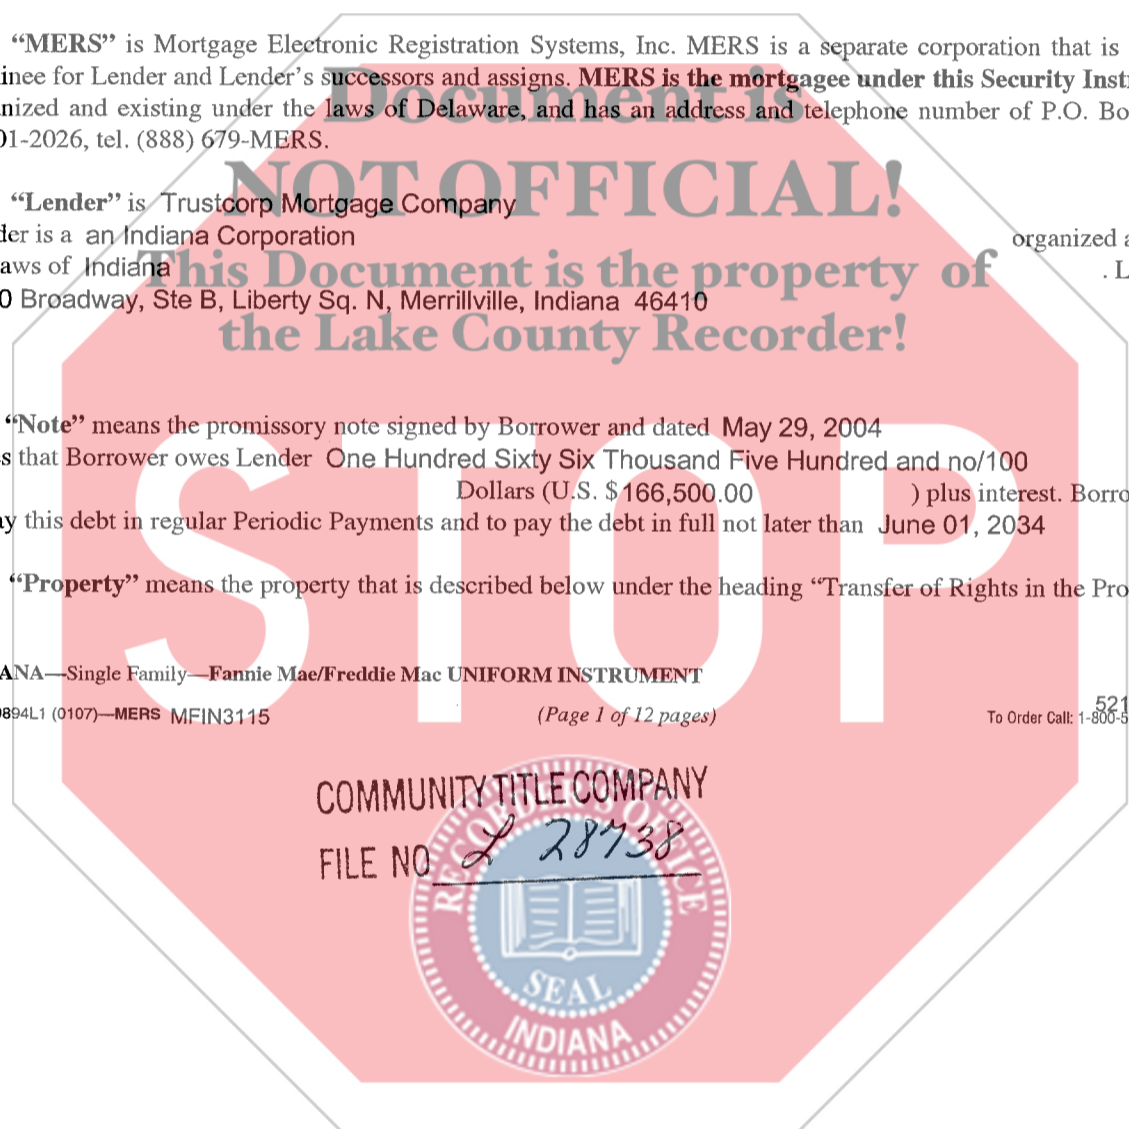 “MERS” is Mortgage Electronic Registration Systems, Inc. MERS is a separate corporation that is
inee for Lender and Lender’s successors and assigns. MERS is the mortgagee under this Security Inst
nized and existing under the laws of Delaware, and has an address and telephone number of P.O. Bo
01-2026, tel. (888) 679-MERS.
Document is
NOT OFFICIAL!
This Document is the property of
the Lake County Recorder!
“Lender” is Trustcorp Mortgage Company
der is a an Indiana Corporation organized a
aws of Indiana . L
0 Broadway, Ste B, Liberty Sq. N, Merrillville, Indiana 46410
“Note” means the promissory note signed by Borrower and dated May 29, 2004
s that Borrower owes Lender One Hundred Sixty Six Thousand Five Hundred and no/100
Dollars (U.S. $166,500.00 ) plus interest. Borro
y this debt in regular Periodic Payments and to pay the debt in full not later than June 01, 2034
STOP
“Property” means the property that is described below under the heading “Transfer of Rights in the Pro
ANA—Single Family—Fannie Mae/Freddie Mac UNIFORM INSTRUMENT
9894L1 (0107)—MERS MFIN3115 (Page 1 of 12 pages) To Order Call: 1-800-5
521
COMMUNITY TITLE COMPANY
FILE NO L 28738
RECORDER'S OFFICE
SEAL
INDIANA